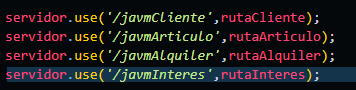 servidor.use('/javmCliente',rutaCliente);
servidor.use('/javmArticulo',rutaArticulo);
servidor.use('/javmAlquiler',rutaAlquiler);
servidor.use('/javmInteres',rutaInteres);